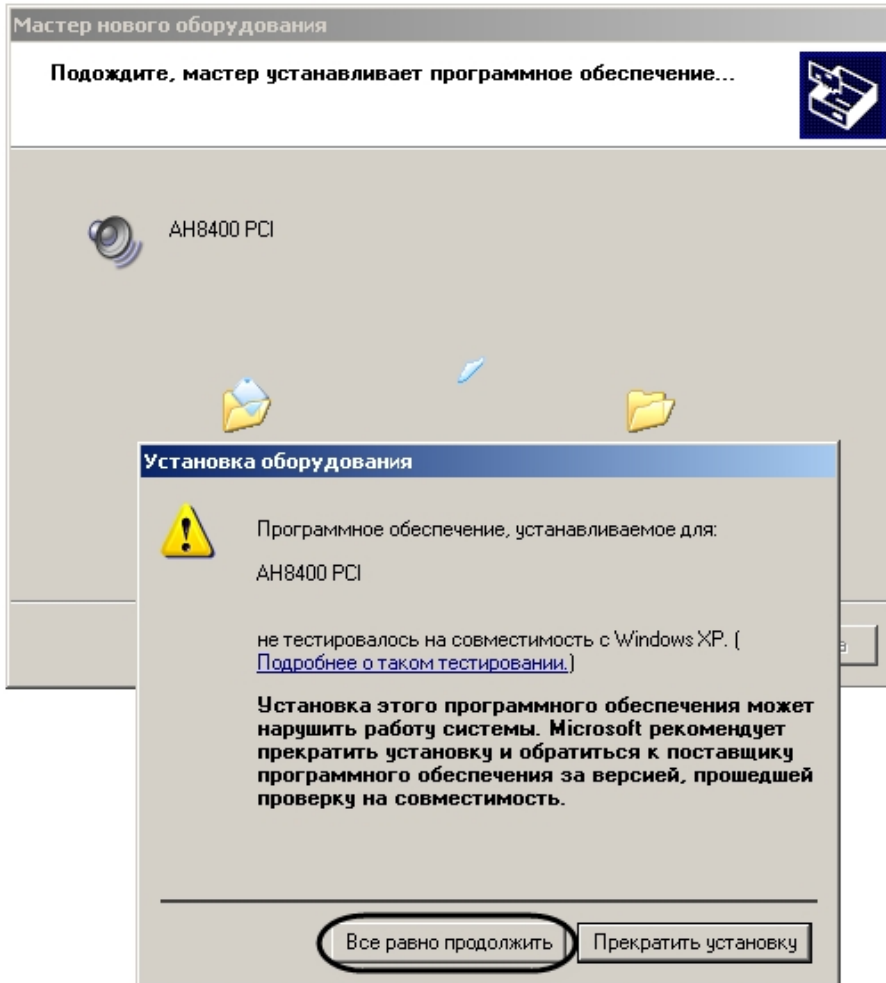 Мастер нового оборудования
Подождите, мастер устанавливает программное обеспечение...
AH8400 PCI
Установка оборудования
Программное обеспечение, устанавливаемое для:
AH8400 PCI
не тестировалось на совместимость с Windows XP. (
Подробнее о таком тестировании.)
Установка этого программного обеспечения может
нарушить работу системы. Microsoft рекомендует
прекратить установку и обратиться к поставщику
программного обеспечения за версией, прошедшей
проверку на совместимость.
Все равно продолжить
Прекратить установку